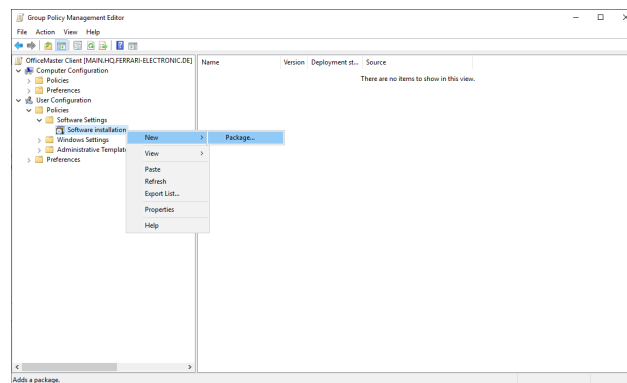 Group Policy Management Editor
File Action View Help
OfficeMaster Client [MAIN.HQ.FERRARI-ELECTRONIC.DE]
Computer Configuration
Policies
Preferences
User Configuration
Policies
Software Settings
Software installation
Windows Settings
Administrative Templat
Preferences
Name Version Deployment st... Source
There are no items to show in this view.
New
View
Paste
Refresh
Export List...
Properties
Help
Package...
Adds a package.